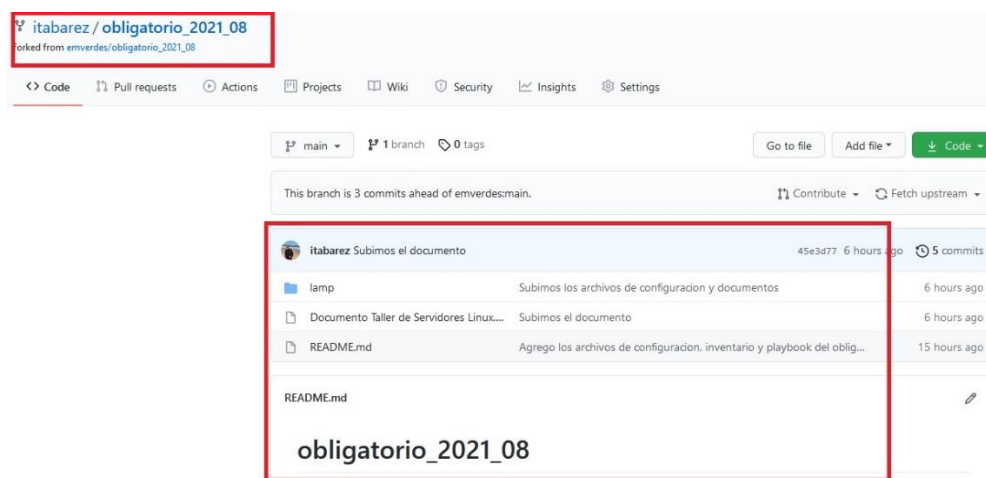 itabarez / obligatorio_2021_08
forked from emverdes/obligatorio_2021_08
<> Code Pull requests Actions Projects Wiki Security Insights Settings
main 1 branch 0 tags Go to file Add file Code
This branch is 3 commits ahead of emverdes:main. Contribute Fetch upstream
itabarez Subimos el documento 45e3d77 6 hours ago 5 commits
lamp Subimos los archivos de configuracion y documentos 6 hours ago
Documento Taller de Servidores Linux.... Subimos el documento 6 hours ago
README.md Agrego los archivos de configuracion, inventario y playbook del oblig... 15 hours ago
README.md
obligatorio_2021_08